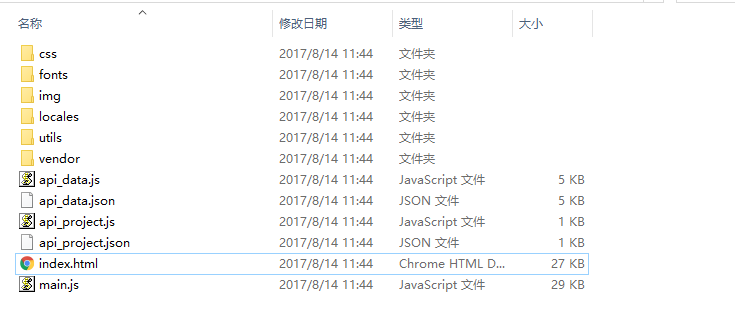 名称 修改日期 类型 大小
css 2017/8/14 11:44 文件夹
fonts 2017/8/14 11:44 文件夹
img 2017/8/14 11:44 文件夹
locales 2017/8/14 11:44 文件夹
utils 2017/8/14 11:44 文件夹
vendor 2017/8/14 11:44 文件夹
api_data.js 2017/8/14 11:44 JavaScript 文件 5 KB
api_data.json 2017/8/14 11:44 JSON 文件 5 KB
api_project.js 2017/8/14 11:44 JavaScript 文件 1 KB
api_project.json 2017/8/14 11:44 JSON 文件 1 KB
index.html 2017/8/14 11:44 Chrome HTML D... 27 KB
main.js 2017/8/14 11:44 JavaScript 文件 29 KB